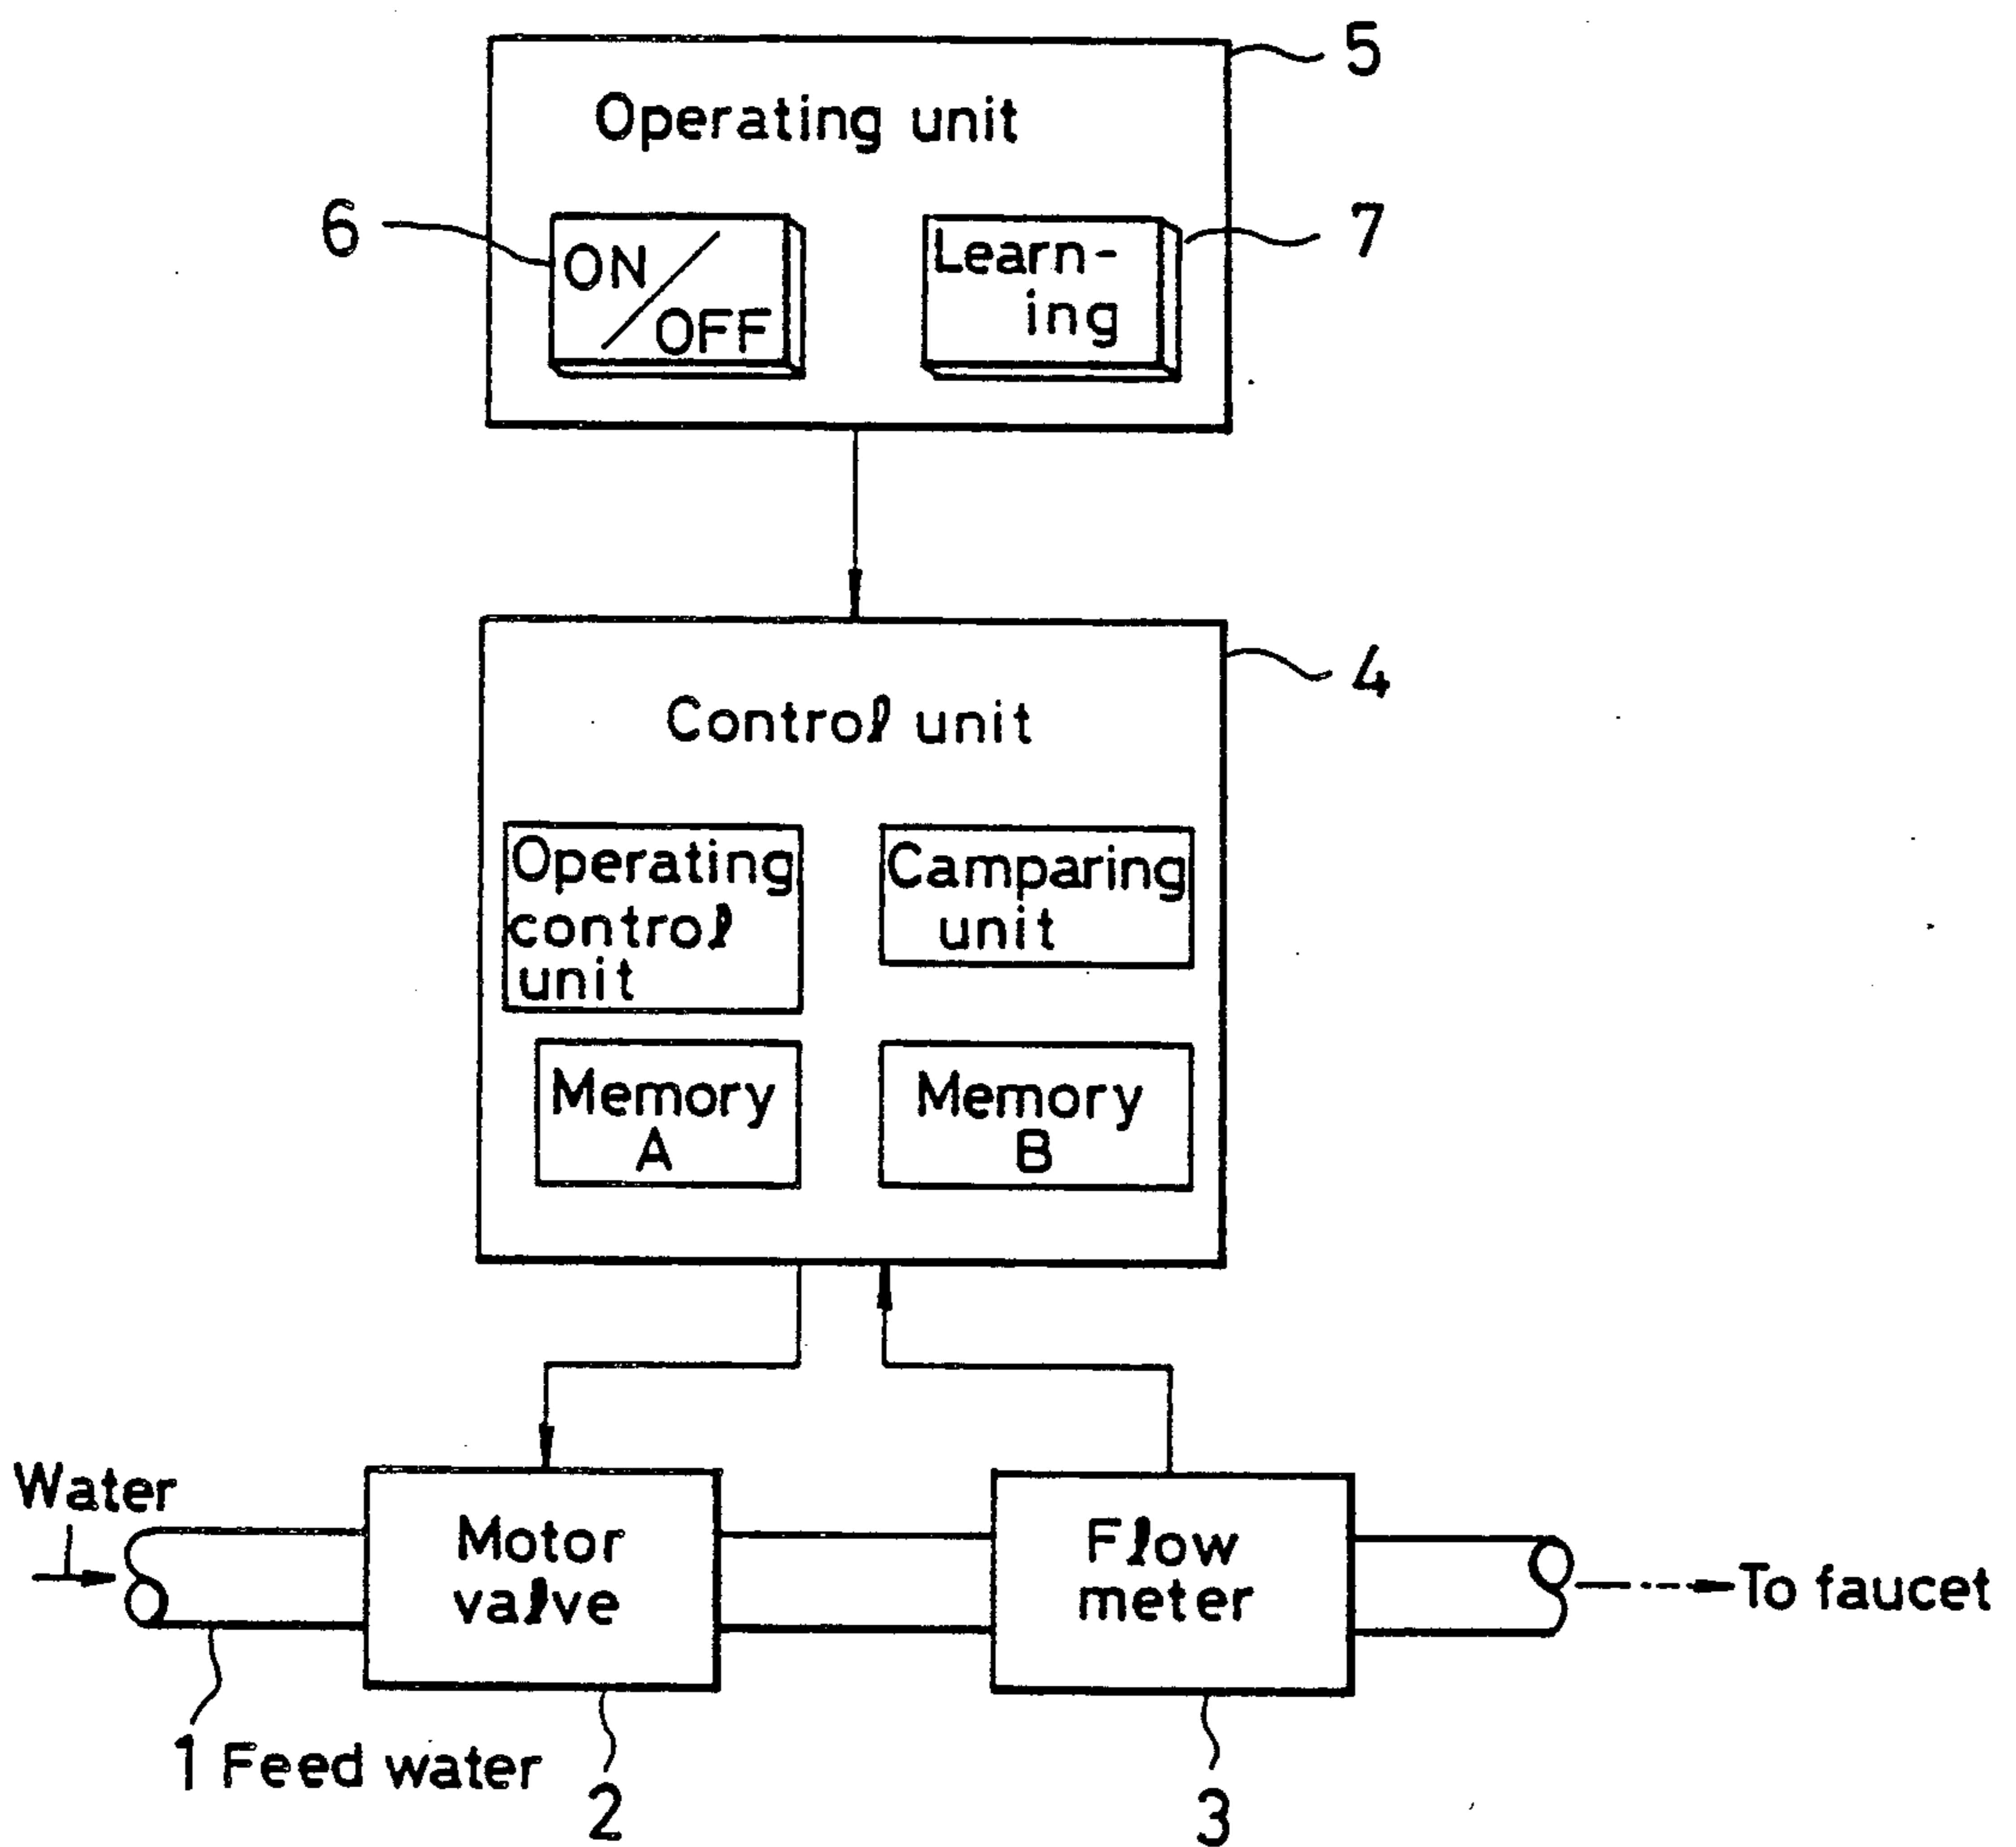 5
Operating unit
6
ON/OFF
Learn-
ing
7
4
Control unit
Operating
control
unit
Camparing
unit
Memory
A
Memory
B
Water
Motor
valve
Flow
meter
To faucet
1 Feed water
2
3